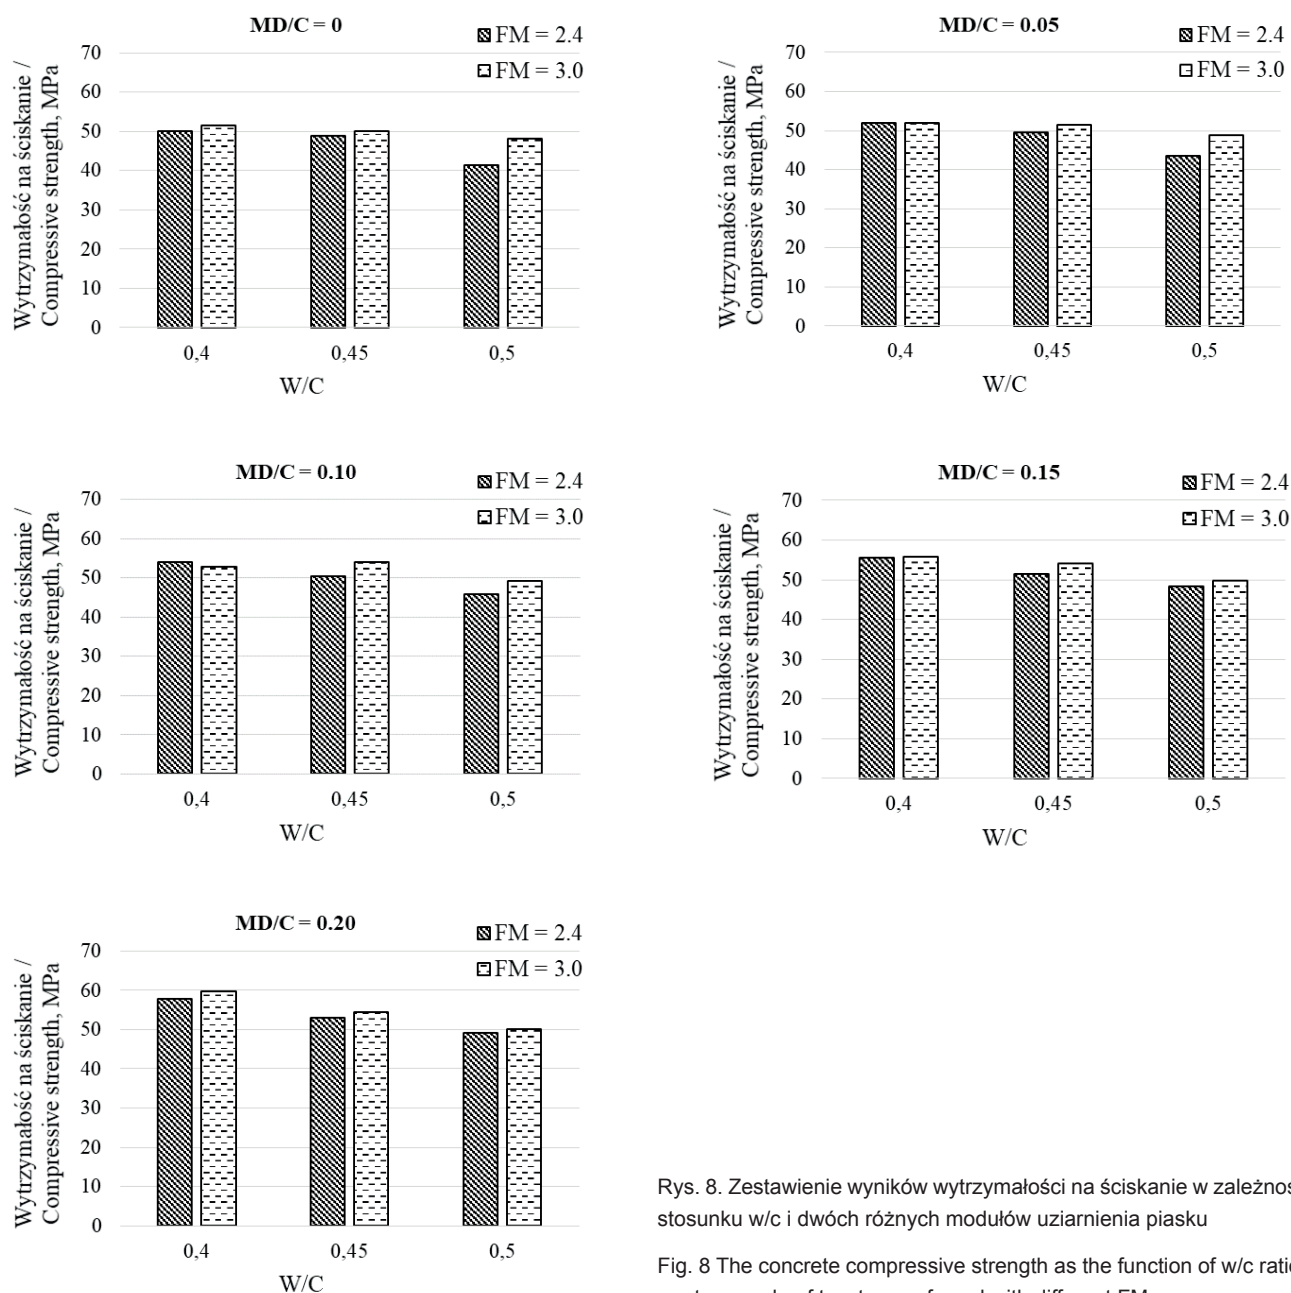 MD/C = 0
FM = 2.4
FM = 3.0
Wytrzymałość na ściskanie /
Compressive strength, MPa
70
60
50
40
30
20
10
0
0,4 0,45 0,5
W/C
MD/C = 0.05
FM = 2.4
FM = 3.0
Wytrzymałość na ściskanie /
Compressive strength, MPa
70
60
50
40
30
20
10
0
0,4 0,45 0,5
W/C
MD/C = 0.10
FM = 2.4
FM = 3.0
Wytrzymałość na ściskanie /
Compressive strength, MPa
70
60
50
40
30
20
10
0
0,4 0,45 0,5
W/C
MD/C = 0.15
FM = 2.4
FM = 3.0
Wytrzymałość na ściskanie /
Compressive strength, MPa
70
60
50
40
30
20
10
0
0,4 0,45 0,5
W/C
MD/C = 0.20
FM = 2.4
FM = 3.0
Wytrzymałość na ściskanie /
Compressive strength, MPa
70
60
50
40
30
20
10
0
0,4 0,45 0,5
W/C
Rys. 8. Zestawienie wyników wytrzymałości na ściskanie w
stosunku w/c i dwóch różnych modułów uziarnienia piasku
Fig. 8 The concrete compressive strength as the function of w/c